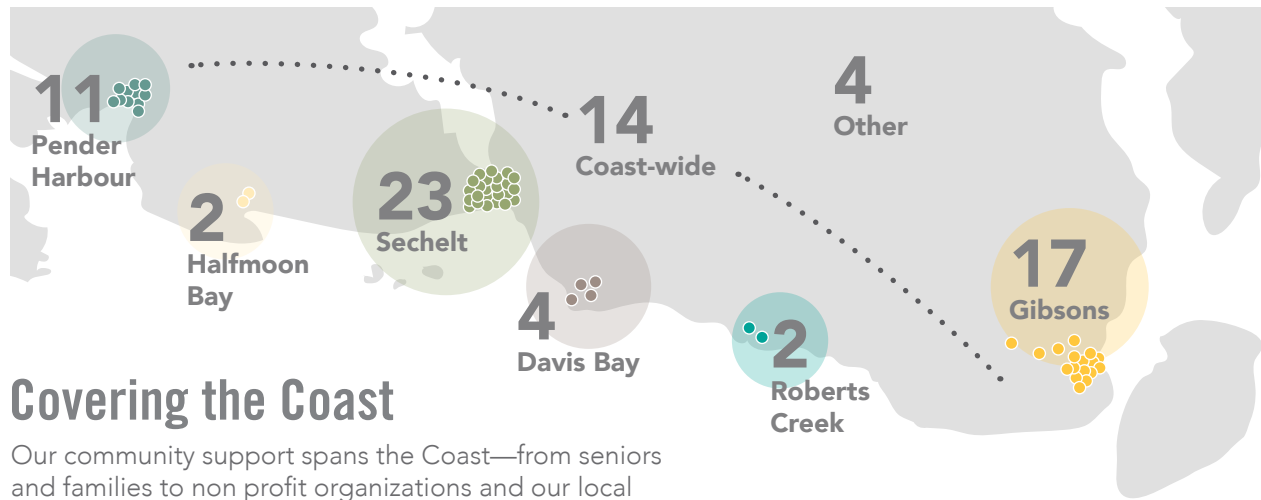 11
Pender
Harbour
2
Halfmoon
Bay
23
Sechelt
14
Coast-wide
4
Other
4
Davis Bay
2
Roberts
Creek
17
Gibsons
Covering the Coast
Our community support spans the Coast—from seniors
and families to non profit organizations and our local